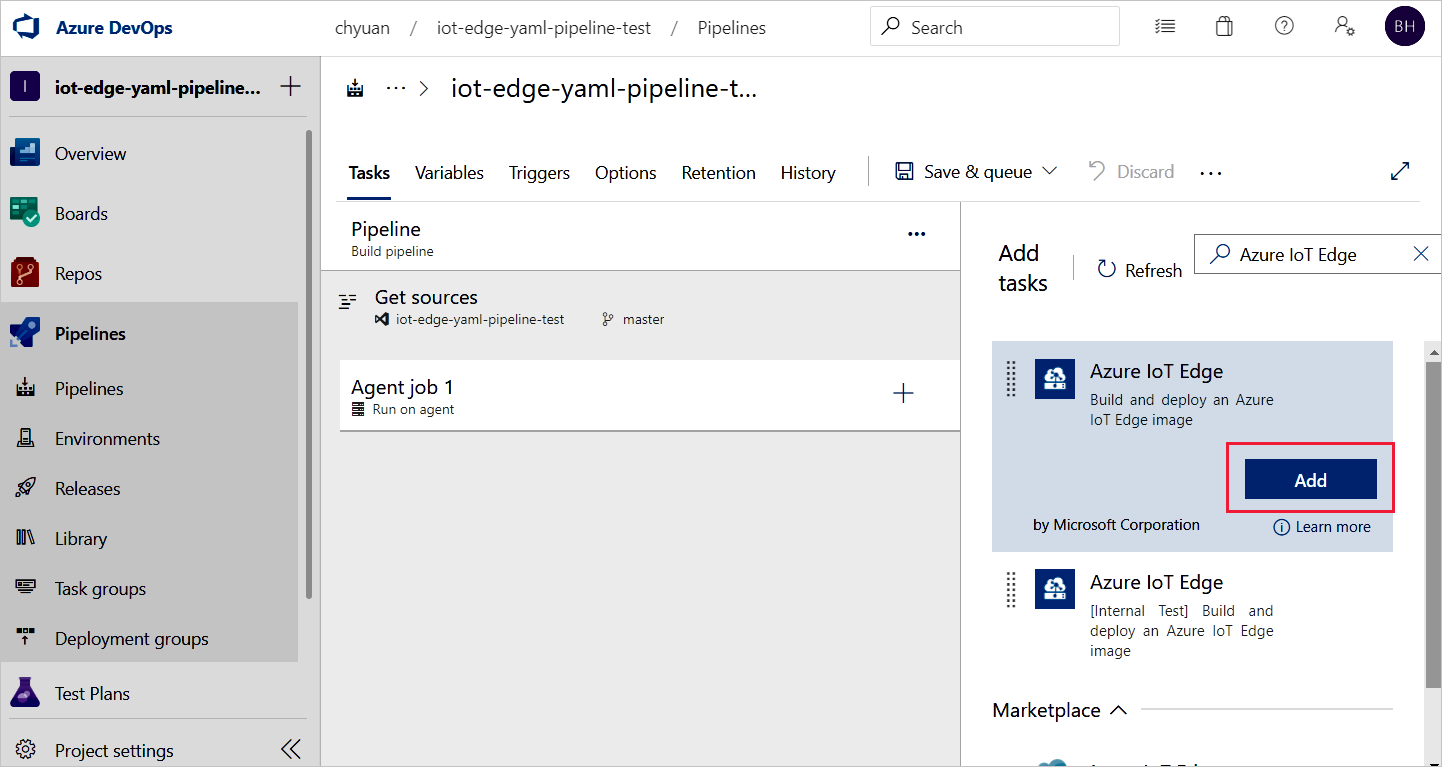 Azure DevOps
chyuan / iot-edge-yaml-pipeline-test / Pipelines
Search
BH
I
iot-edge-yaml-pipeline...
Overview
Boards
Repos
Pipelines
Pipelines
Environments
Releases
Library
Task groups
Deployment groups
Test Plans
Project settings
... > iot-edge-yaml-pipeline-t...
Tasks Variables Triggers Options Retention History Save & queue Discard ...
Pipeline
Build pipeline
Get sources
iot-edge-yaml-pipeline-test master
Agent job 1
Run on agent
Add
tasks
Refresh
Azure IoT Edge
Azure IoT Edge
Build and deploy an Azure
IoT Edge image
Add
by Microsoft Corporation
Learn more
Azure IoT Edge
[Internal Test] Build and
deploy an Azure IoT Edge
image
Marketplace